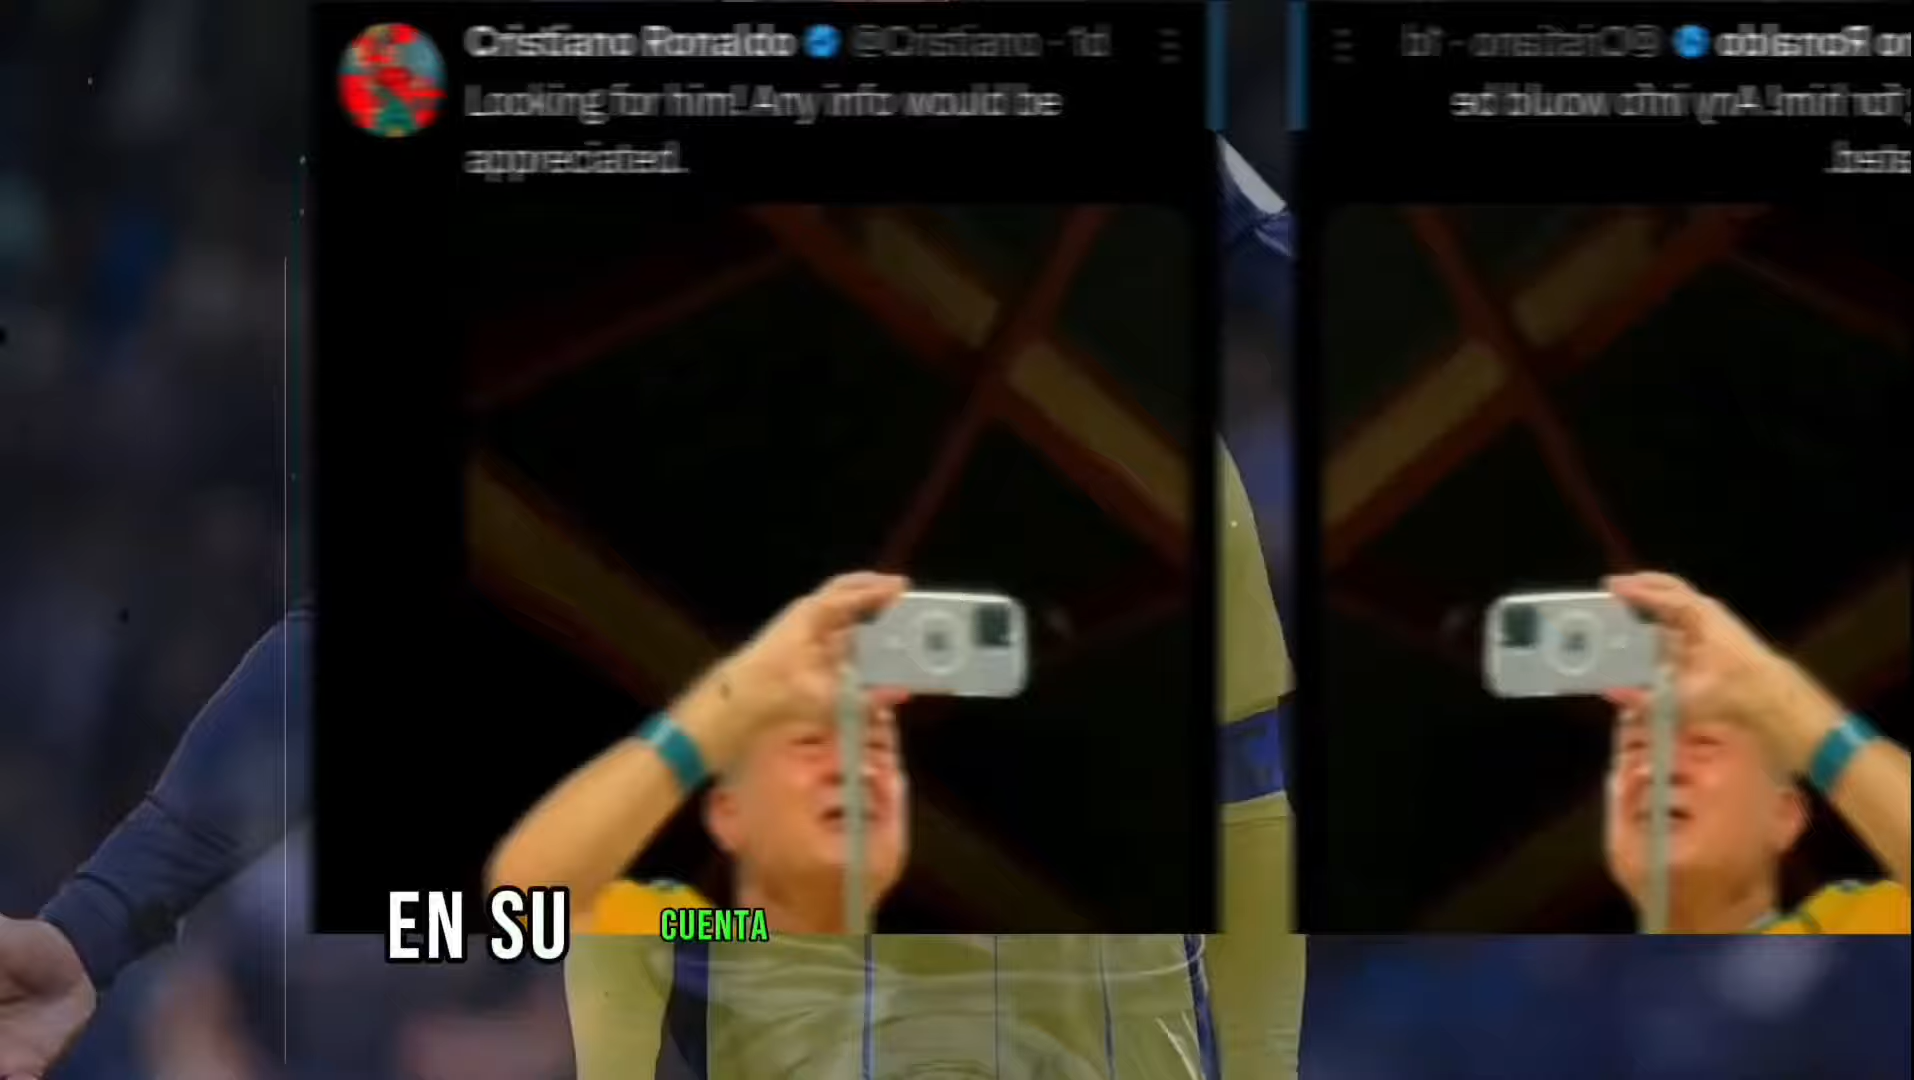 Cristiano Ronaldo @Cristiano - 1d
Looking for him! Any info would be
appreciated.
EN SU CUENTA